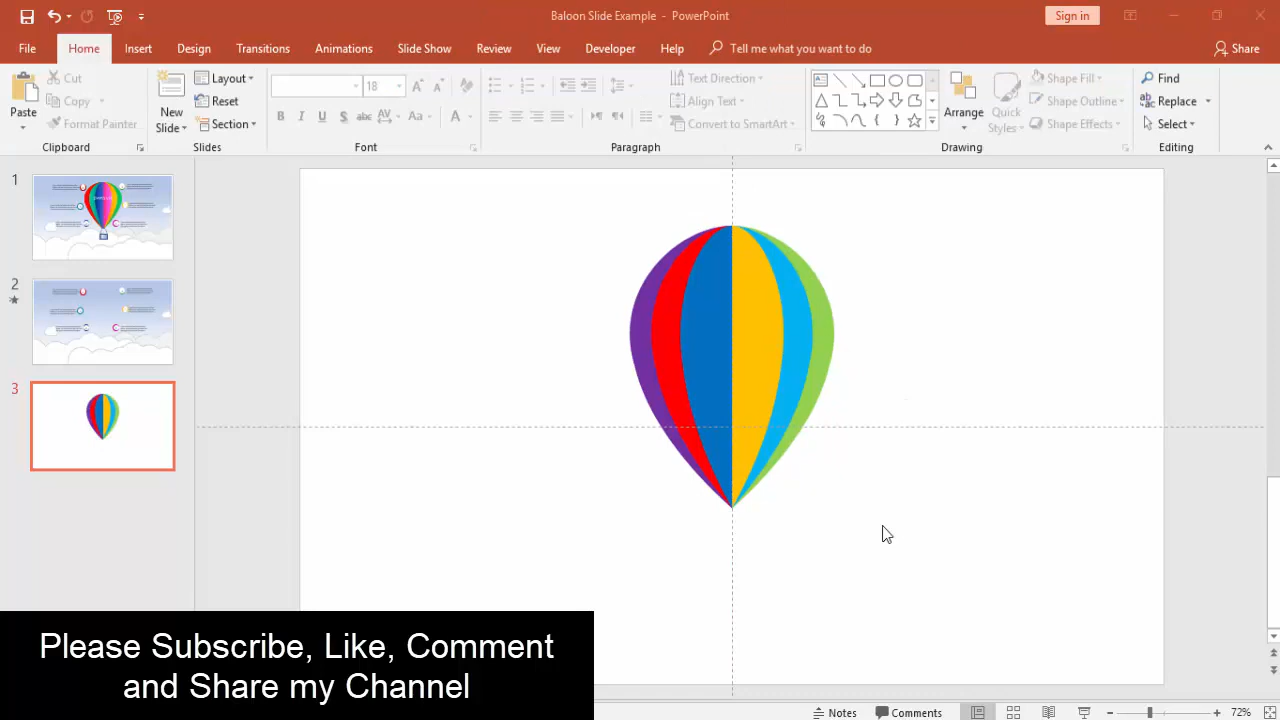 Baloon Slide Example - PowerPoint
Sign in
File Home Insert Design Transitions Animations Slide Show Review View Developer Help Tell me what you want to do Share
Paste
Cut
Copy
Format Painter
Clipboard
New Slide
Layout
Reset
Section
Slides
18
B I U S abc AV Aa A
Font
Text Direction
Align Text
Convert to SmartArt
Paragraph
Arrange
Quick Styles
Shape Fill
Shape Outline
Shape Effects
Drawing
Find
Replace
Select
Editing
1
2
3
Please Subscribe, Like, Comment
and Share my Channel
Notes Comments 72%